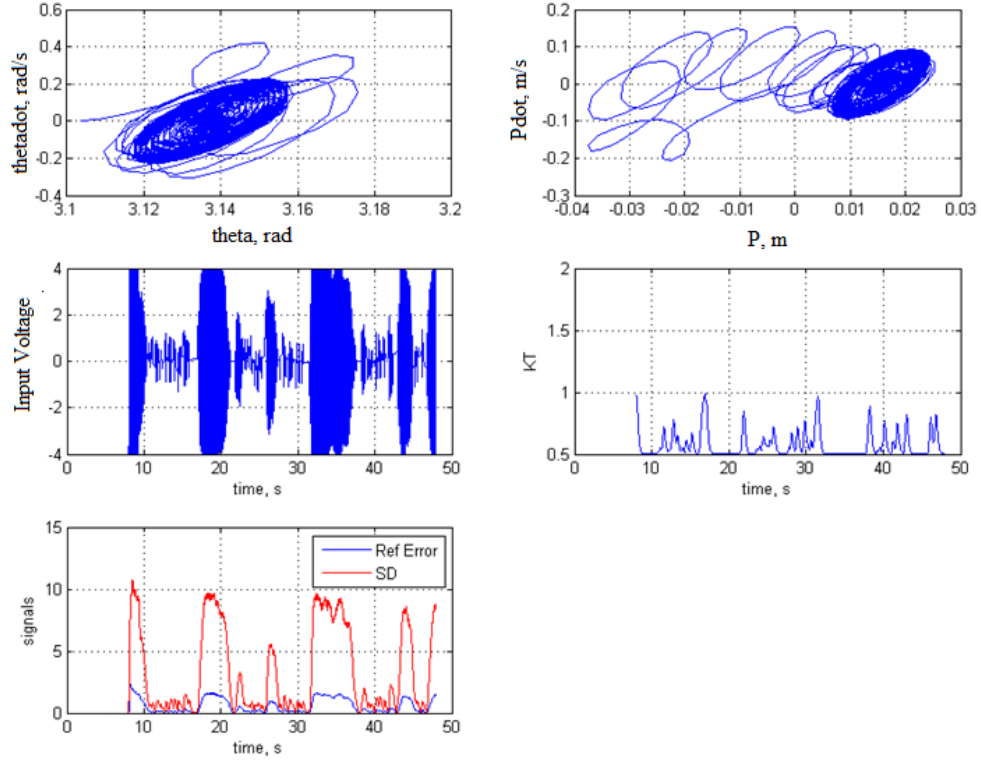 0.6
0.4
0.2
0
-0.2
-0.4
thetadot, rad/s
3.1 3.12 3.14 3.16 3.18 3.2
theta, rad
0.2
0.1
0
-0.1
0.2
0.3
Pdot, m/s
-0.04 -0.03 -0.02 -0.01 0 0.01 0.02 0.03
P, m
4
2
0
-2
-4
Input Voltage
0 10 20 30 40 50
time, s
2
1.5
1
0.5
KT
0 10 20 30 40 50
time, s
15
10
5
0
signals
Ref Error
SD
0 10 20 30 40 50
time, s